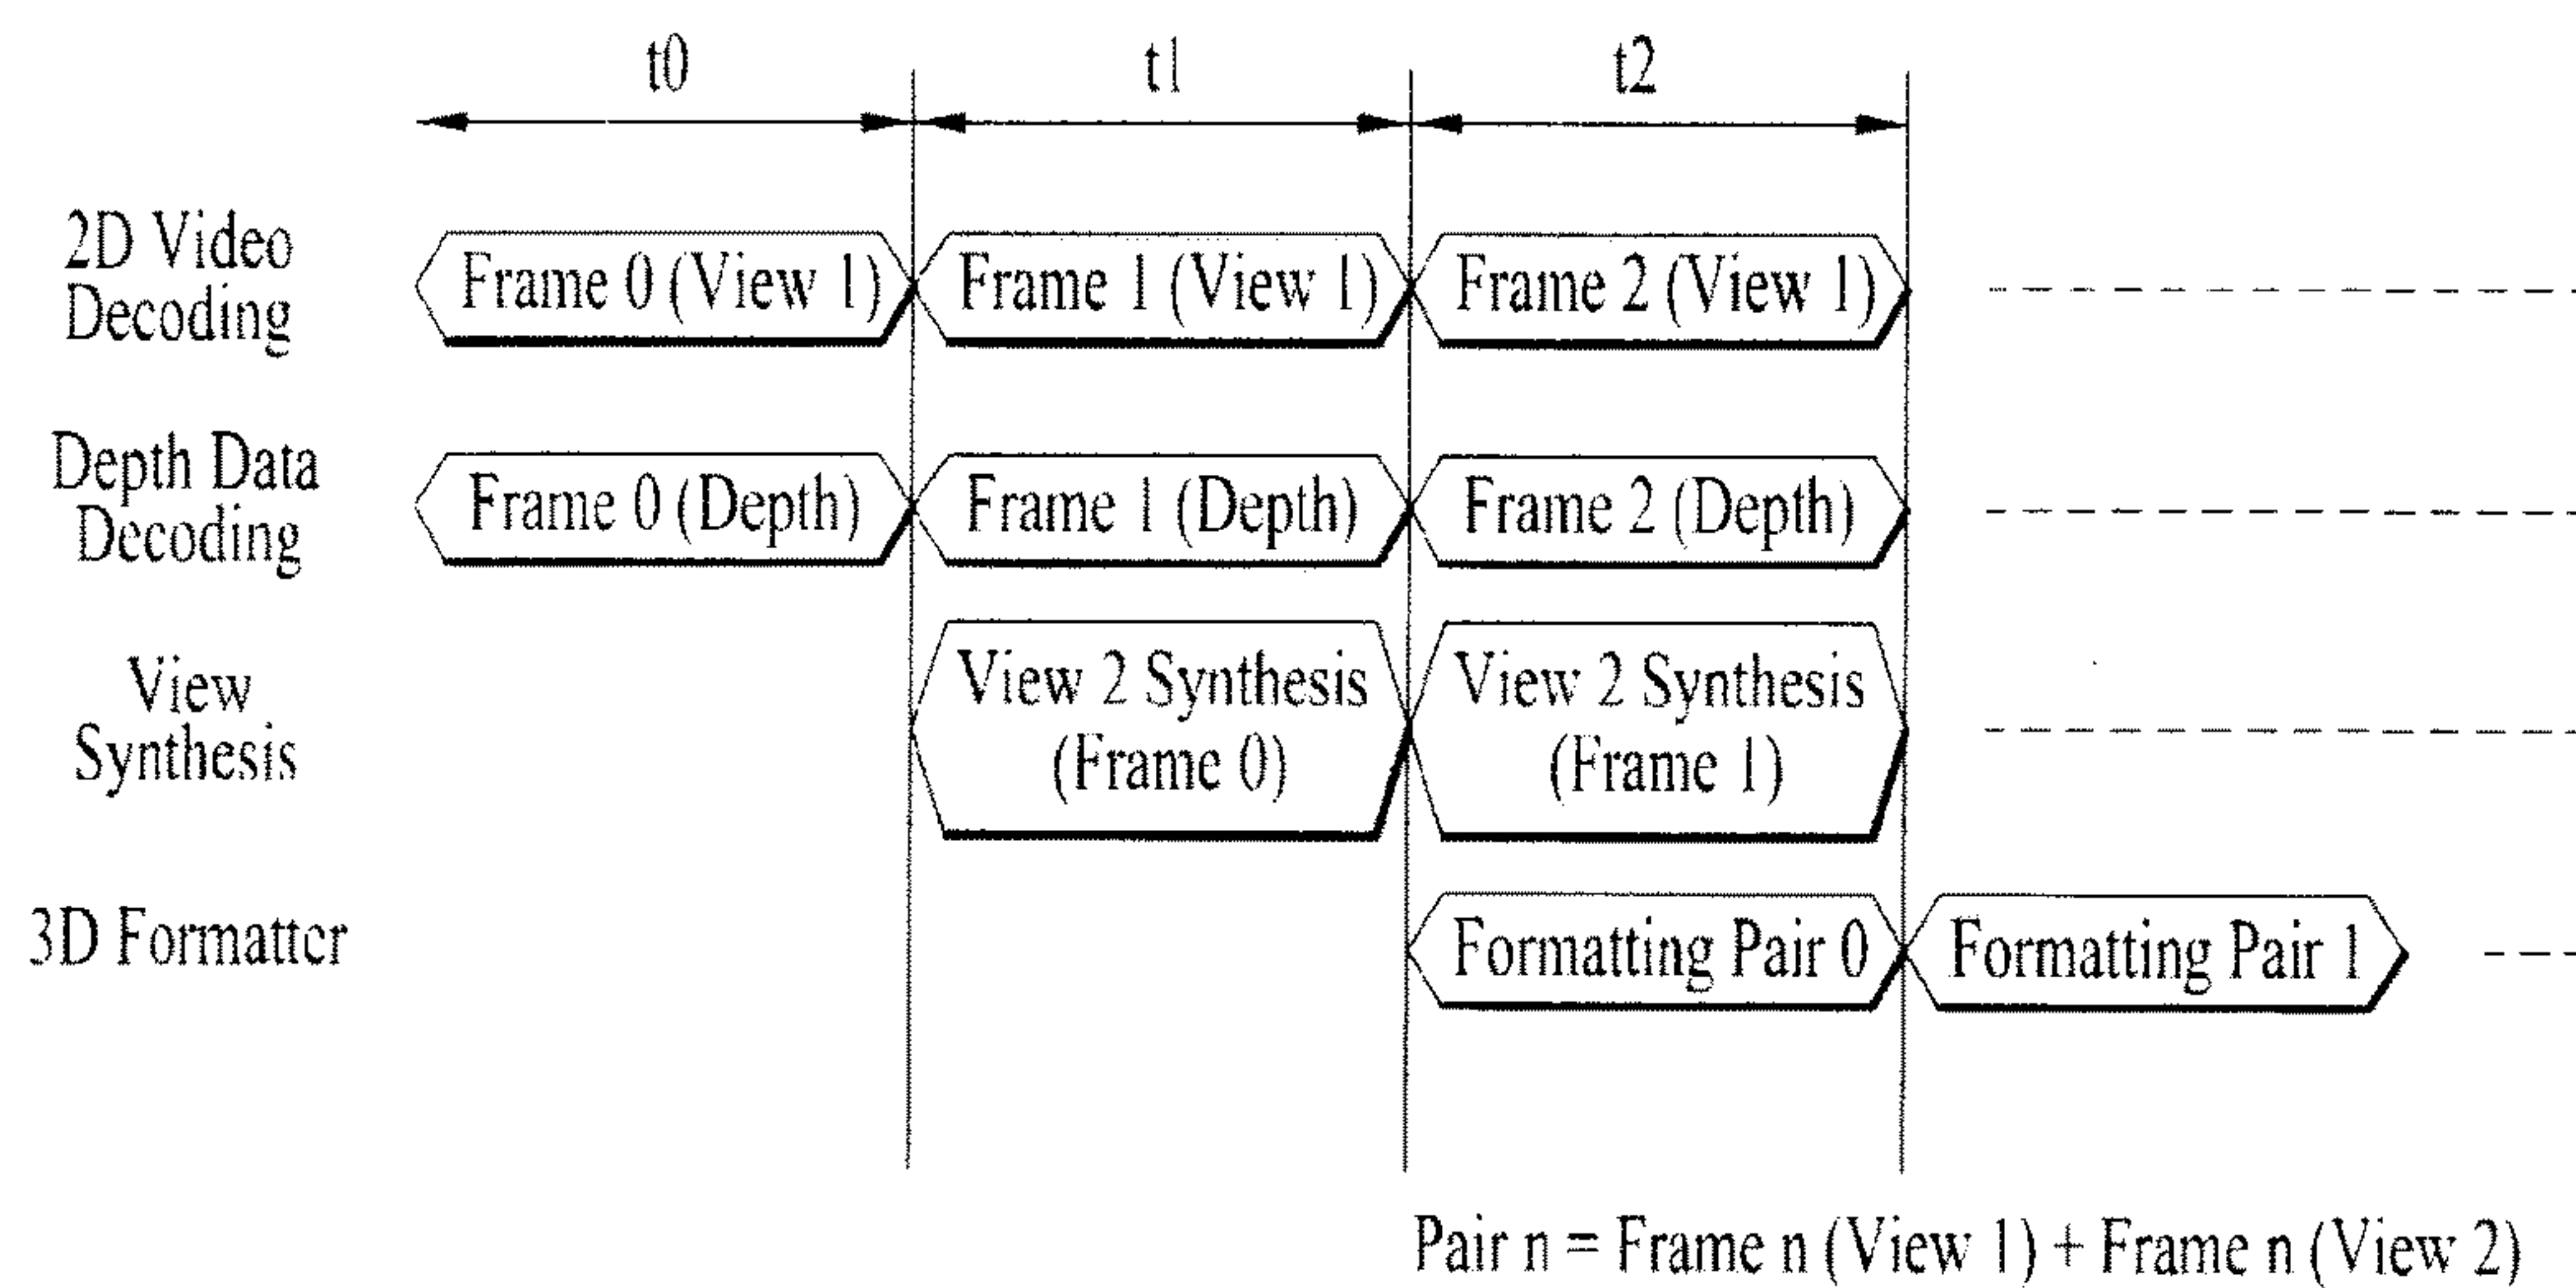 t0 t1 t2
2D Video
Decoding
Frame 0 (View 1) Frame 1 (View 1) Frame 2 (View 1)
Depth Data
Decoding
Frame 0 (Depth) Frame 1 (Depth) Frame 2 (Depth)
View
Synthesis
View 2 Synthesis
(Frame 0)
View 2 Synthesis
(Frame 1)
3D Formatter
Formatting Pair 0 Formatting Pair 1
Pair n = Frame n (View 1) + Frame n (View 2)